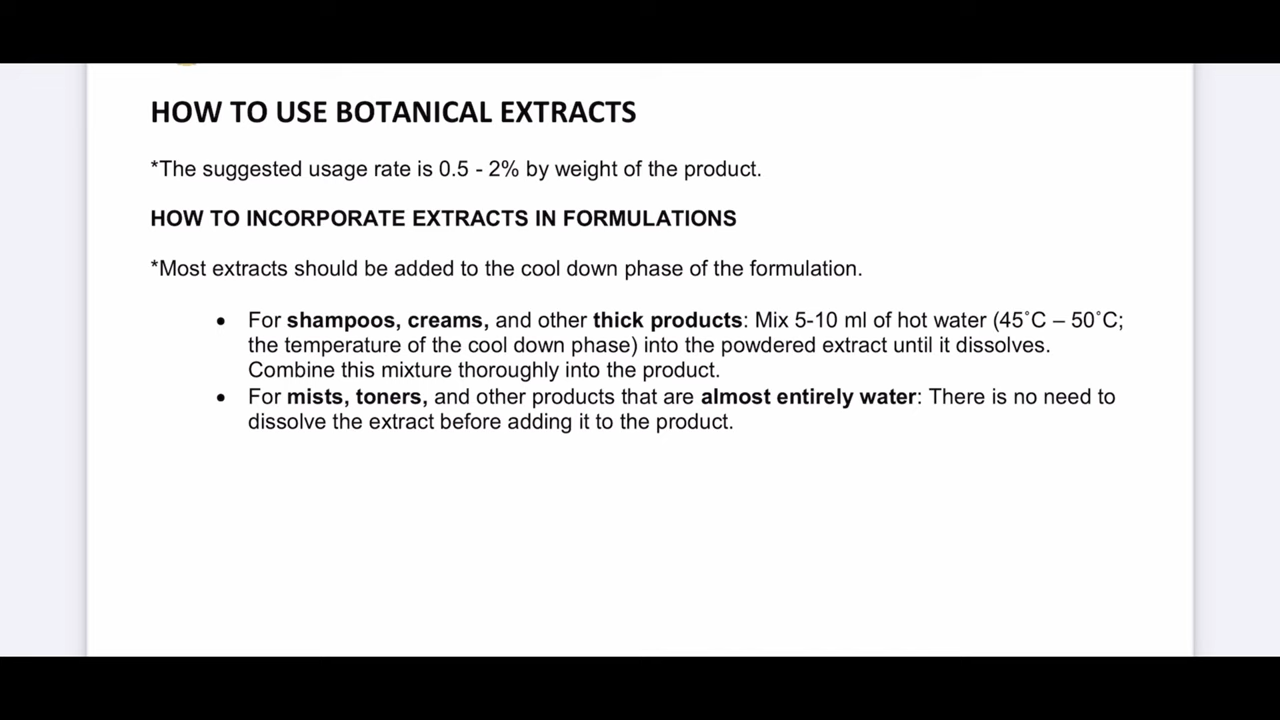 HOW TO USE BOTANICAL EXTRACTS
*The suggested usage rate is 0.5 - 2% by weight of the product.
HOW TO INCORPORATE EXTRACTS IN FORMULATIONS
*Most extracts should be added to the cool down phase of the formulation.
• For shampoos, creams, and other thick products: Mix 5-10 ml of hot water (45˚C – 50˚C;
the temperature of the cool down phase) into the powdered extract until it dissolves.
Combine this mixture thoroughly into the product.
• For mists, toners, and other products that are almost entirely water: There is no need to
dissolve the extract before adding it to the product.